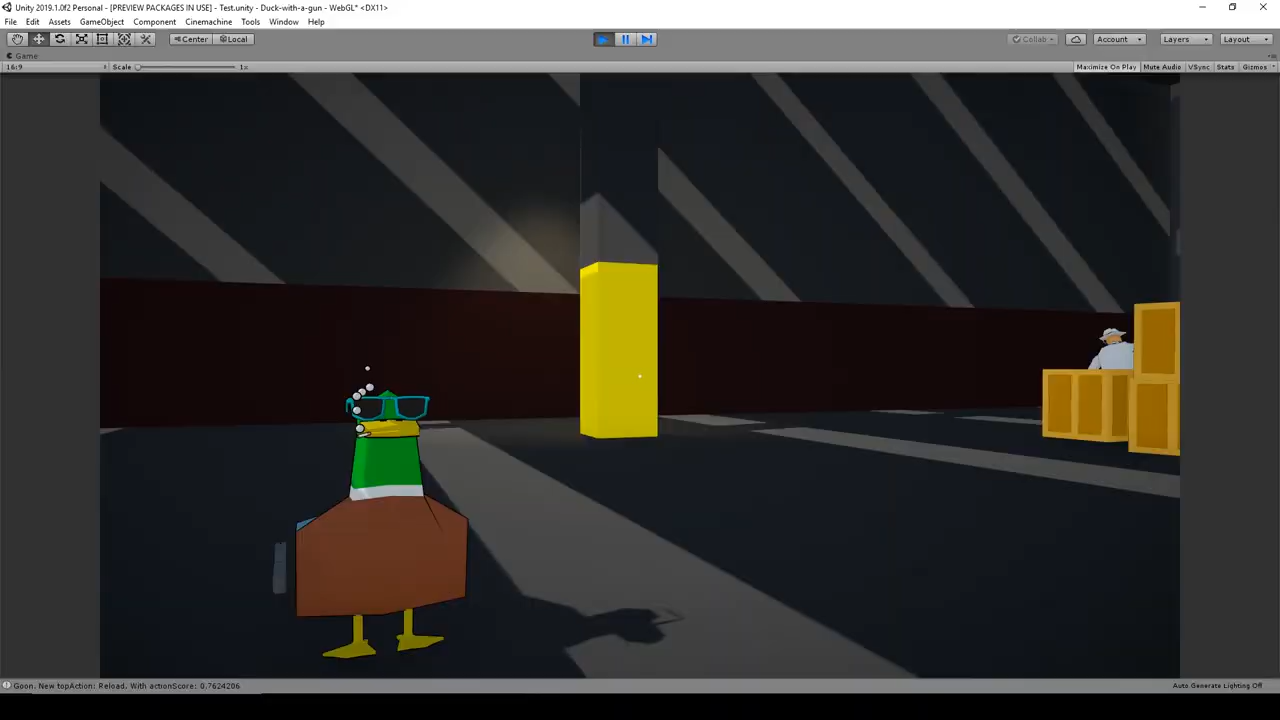 Unity 2019.1.0f2 Personal - [PREVIEW PACKAGES IN USE] - Test.unity - Duck-with-a-gun - WebGL* <DX11>
File Edit Assets GameObject Component Cinemachine Tools Window Help
Center Local Collab Account Layers Layout
Game
16:9 Scale 1x Maximize On Play Mute Audio VSync Stats Gizmos
Goon. New topAction: Reload. With actionScore: 0.7624206 Auto Generate Lighting Off